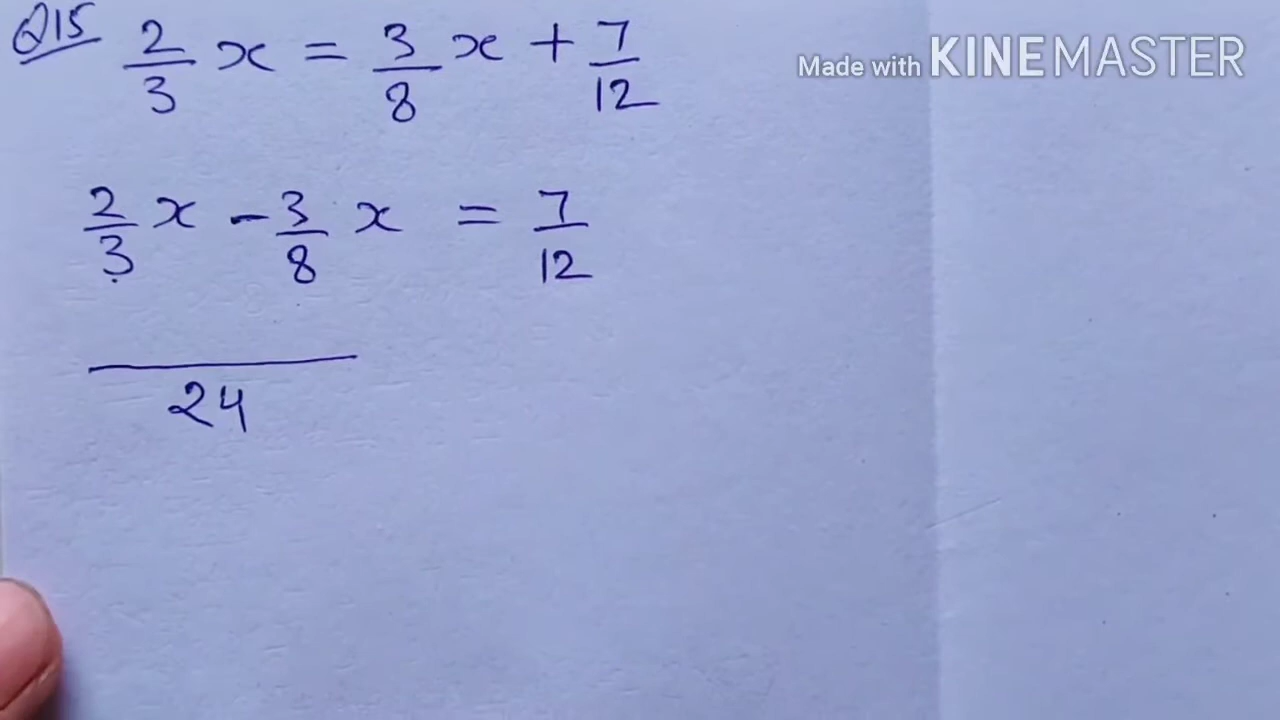 Q15 2/3 x = 3/8 x + 7/12
Made with KINEMASTER
2/3 x - 3/8 x = 7/12
24